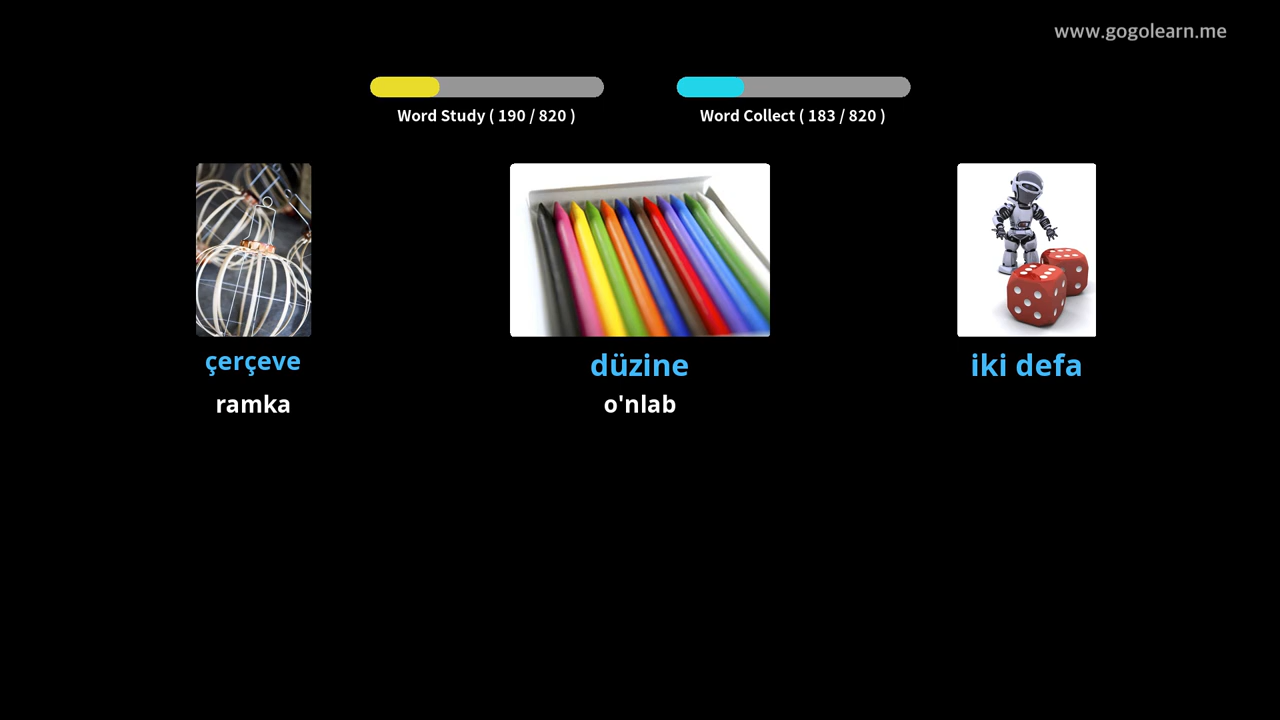 www.gogolearn.me
Word Study ( 190 / 820 )
Word Collect ( 183 / 820 )
çerçeve
düzine
iki defa
ramka
o'nlab